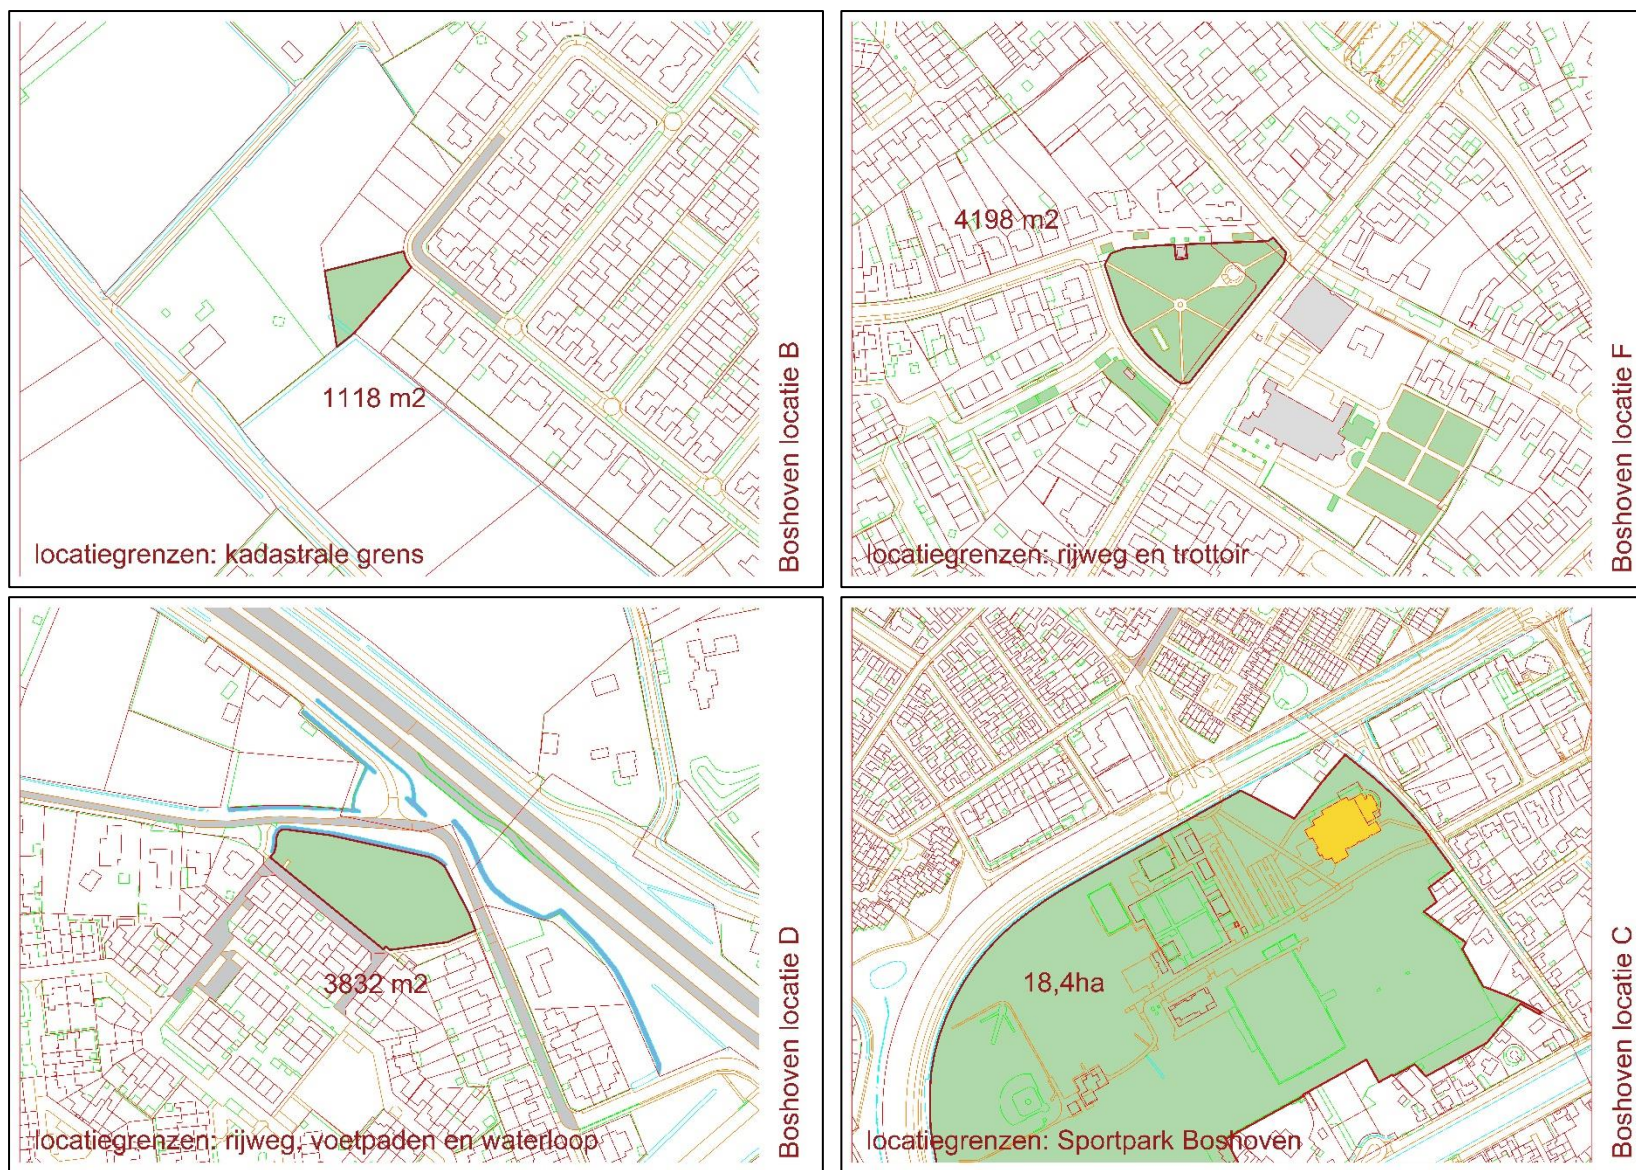 1118 m2
locatiegrenzen: kadastrale grens
Boshoven locatie B
4198 m2
locatiegrenzen: rijweg en trottoir
Boshoven locatie F
3832 m2
locatiegrenzen: rijweg, voetpaden en waterloop
Boshoven locatie D
18,4ha
locatiegrenzen: Sportpark Boshoven
Boshoven locatie C